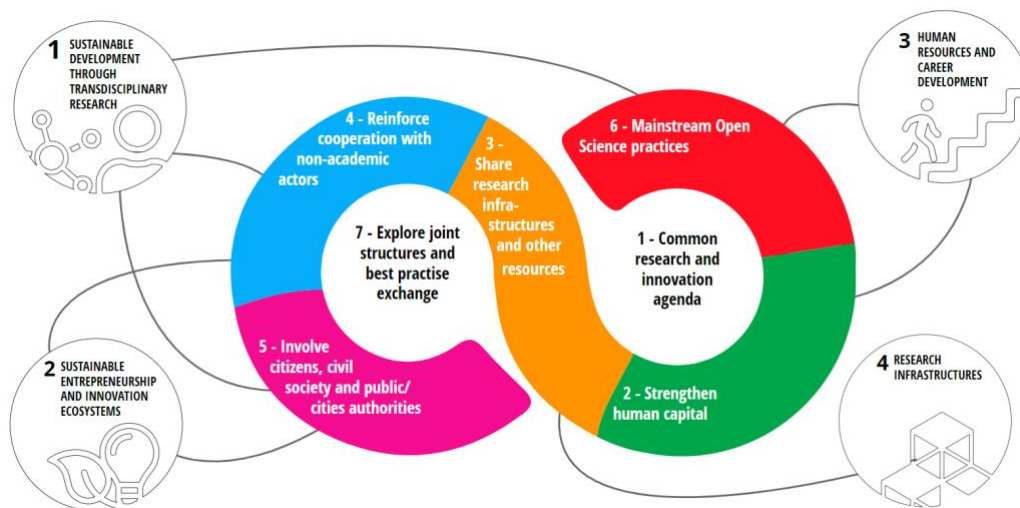 1 SUSTAINABLE
DEVELOPMENT
THROUGH
TRANSDISCIPLINARY
RESEARCH
3 HUMAN
RESOURCES AND
CAREER
DEVELOPMENT
4 - Reinforce
cooperation with
non-academic
actors
3 -
Share
research
infra-
structures
and other
resources
6 - Mainstream Open
Science practices
7 - Explore joint
structures and
best practise
exchange
1 - Common
research and
innovation
agenda
5 - Involve
citizens, civil
society and public/
cities authorities
2 - Strengthen
human capital
2 SUSTAINABLE
ENTREPRENEURSHIP
AND INNOVATION
ECOSYSTEMS
4 RESEARCH
INFRASTRUCTURES